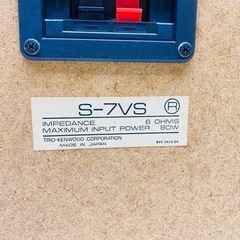 S-7VS R
IMPEDANCE 6 OHMS
MAXIMUM INPUT POWER 80W
TRIO-KENWOOD CORPORATION
MADE IN JAPAN